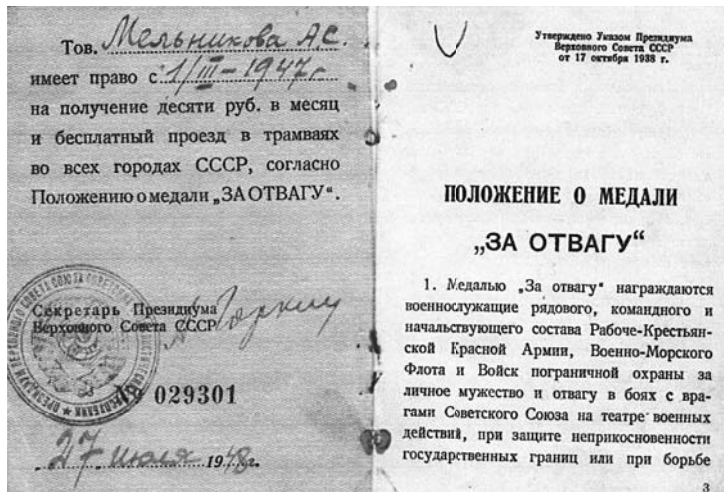 Тов. Мельникова А.С.
имеет право с 1/III–1947г
на получение десяти руб. в месяц
и бесплатный проезд в трамваях
во всех городах СССР, согласно
Положению о медали „ЗА ОТВАГУ“.
Секретарь Президиума
Верховного Совета СССР
А Горкин
№ 029301
27 июля 1948г.
Утверждено Указом Президиума
Верховного Совета СССР
от 17 октября 1938 г.
ПОЛОЖЕНИЕ О МЕДАЛИ
„ЗА ОТВАГУ“
1. Медалью „За отвагу“ награждаются
военнослужащие рядового, командного и
начальствующего состава Рабоче-Крестьян-
ской Красной Армии, Военно-Морского
Флота и Войск пограничной охраны за
личное мужество и отвагу в боях с вра-
гами Советского Союза на театре военных
действий, при защите неприкосновенности
государственных границ или при борьбе
3